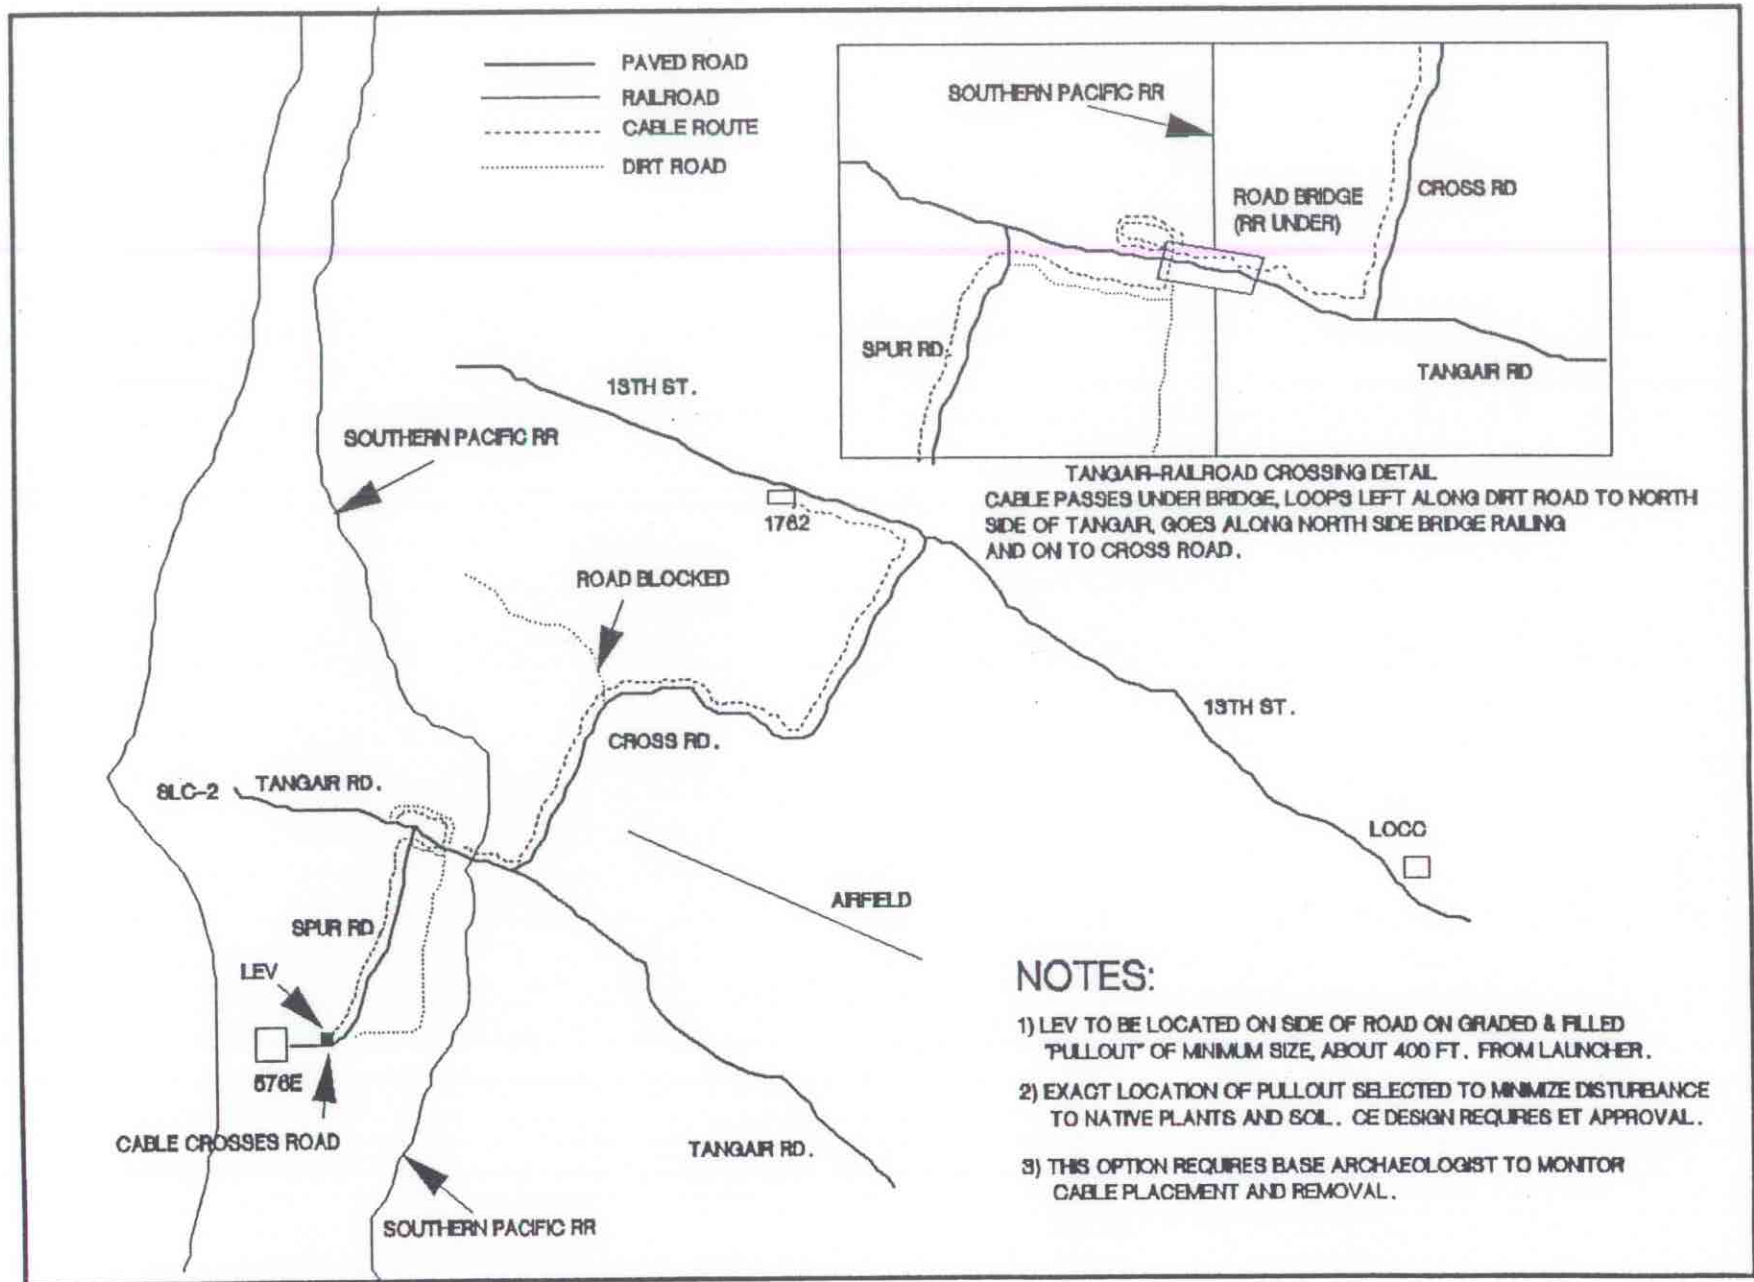 PAVED ROAD
RAILROAD
CABLE ROUTE
DIRT ROAD
SOUTHERN PACIFIC RR
ROAD BRIDGE
(RR UNDER)
CROSS RD
SPUR RD.
TANGAIR RD
TANGAIR-RAILROAD CROSSING DETAIL
CABLE PASSES UNDER BRIDGE, LOOPS LEFT ALONG DIRT ROAD TO NORTH
SIDE OF TANGAIR, GOES ALONG NORTH SIDE BRIDGE RAILING
AND ON TO CROSS ROAD.
13TH ST.
SOUTHERN PACIFIC RR
1762
ROAD BLOCKED
13TH ST.
CROSS RD.
SLC-2
TANGAIR RD.
LOCC
AIRFIELD
SPUR RD
LEV
576E
CABLE CROSSES ROAD
TANGAIR RD.
SOUTHERN PACIFIC RR
NOTES:
1) LEV TO BE LOCATED ON SIDE OF ROAD ON GRADED & FILLED
"PULLOUT" OF MINIMUM SIZE, ABOUT 400 FT. FROM LAUNCHER.
2) EXACT LOCATION OF PULLOUT SELECTED TO MINIMIZE DISTURBANCE
TO NATIVE PLANTS AND SOIL. CE DESIGN REQUIRES ET APPROVAL.
3) THIS OPTION REQUIRES BASE ARCHAEOLOGIST TO MONITOR
CABLE PLACEMENT AND REMOVAL.